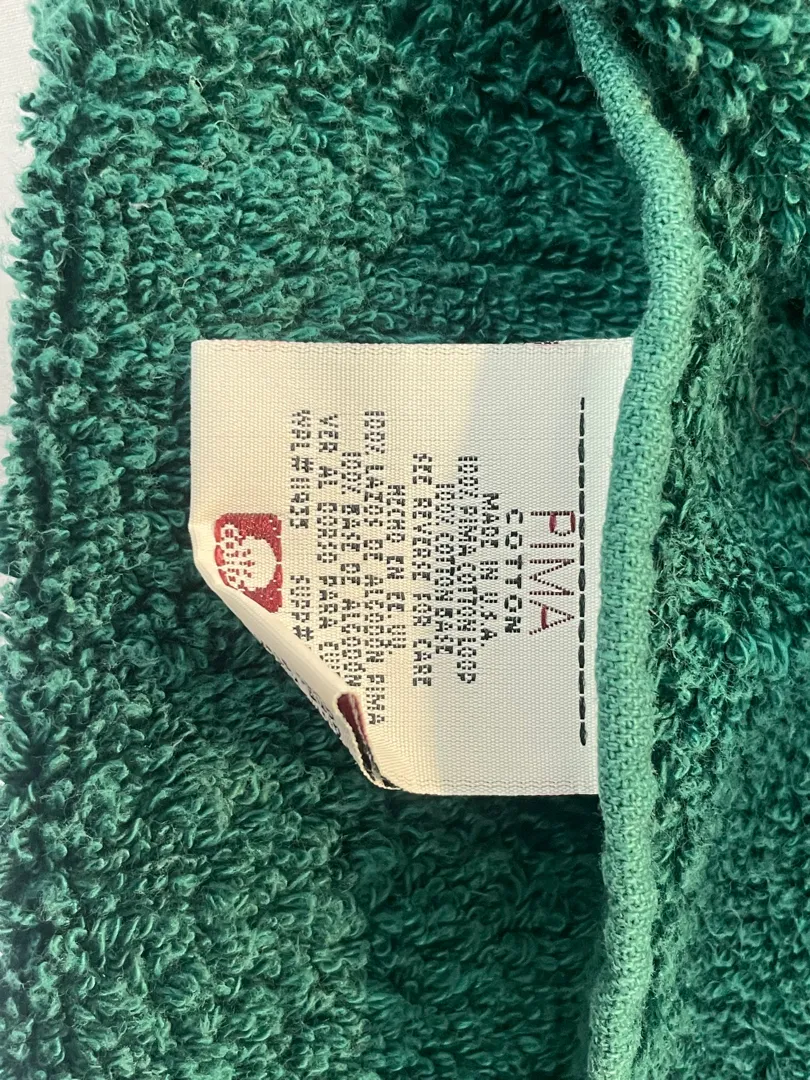 PIMA
COTTON
MADE IN U.S.A
100% PIMA COTTON LOOP
100% COTTON BASE
SEE REVERSE FOR CARE
HECHO EN EE.UU.
100% LAZOS DE ALGODON PIMA
100% BASE DE ALGODON
VER AL DORSO PARA
WPL# SUPP#